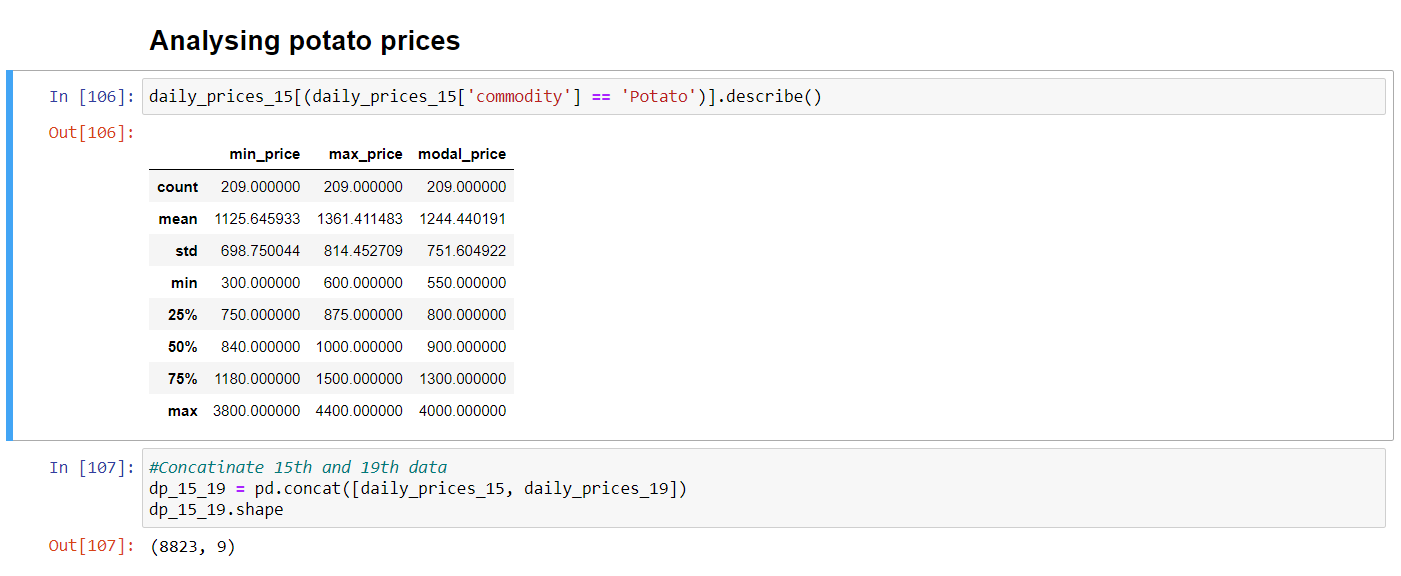 Analysing potato prices
In [106]: daily_prices_15[(daily_prices_15['commodity'] == 'Potato')].describe()
Out[106]:
min_price max_price modal_price
count 209.000000 209.000000 209.000000
mean 1125.645933 1361.411483 1244.440191
std 698.750044 814.452709 751.604922
min 300.000000 600.000000 550.000000
25% 750.000000 875.000000 800.000000
50% 840.000000 1000.000000 900.000000
75% 1180.000000 1500.000000 1300.000000
max 3800.000000 4400.000000 4000.000000
In [107]: #Concatinate 15th and 19th data
dp_15_19 = pd.concat([daily_prices_15, daily_prices_19])
dp_15_19.shape
Out[107]: (8823, 9)